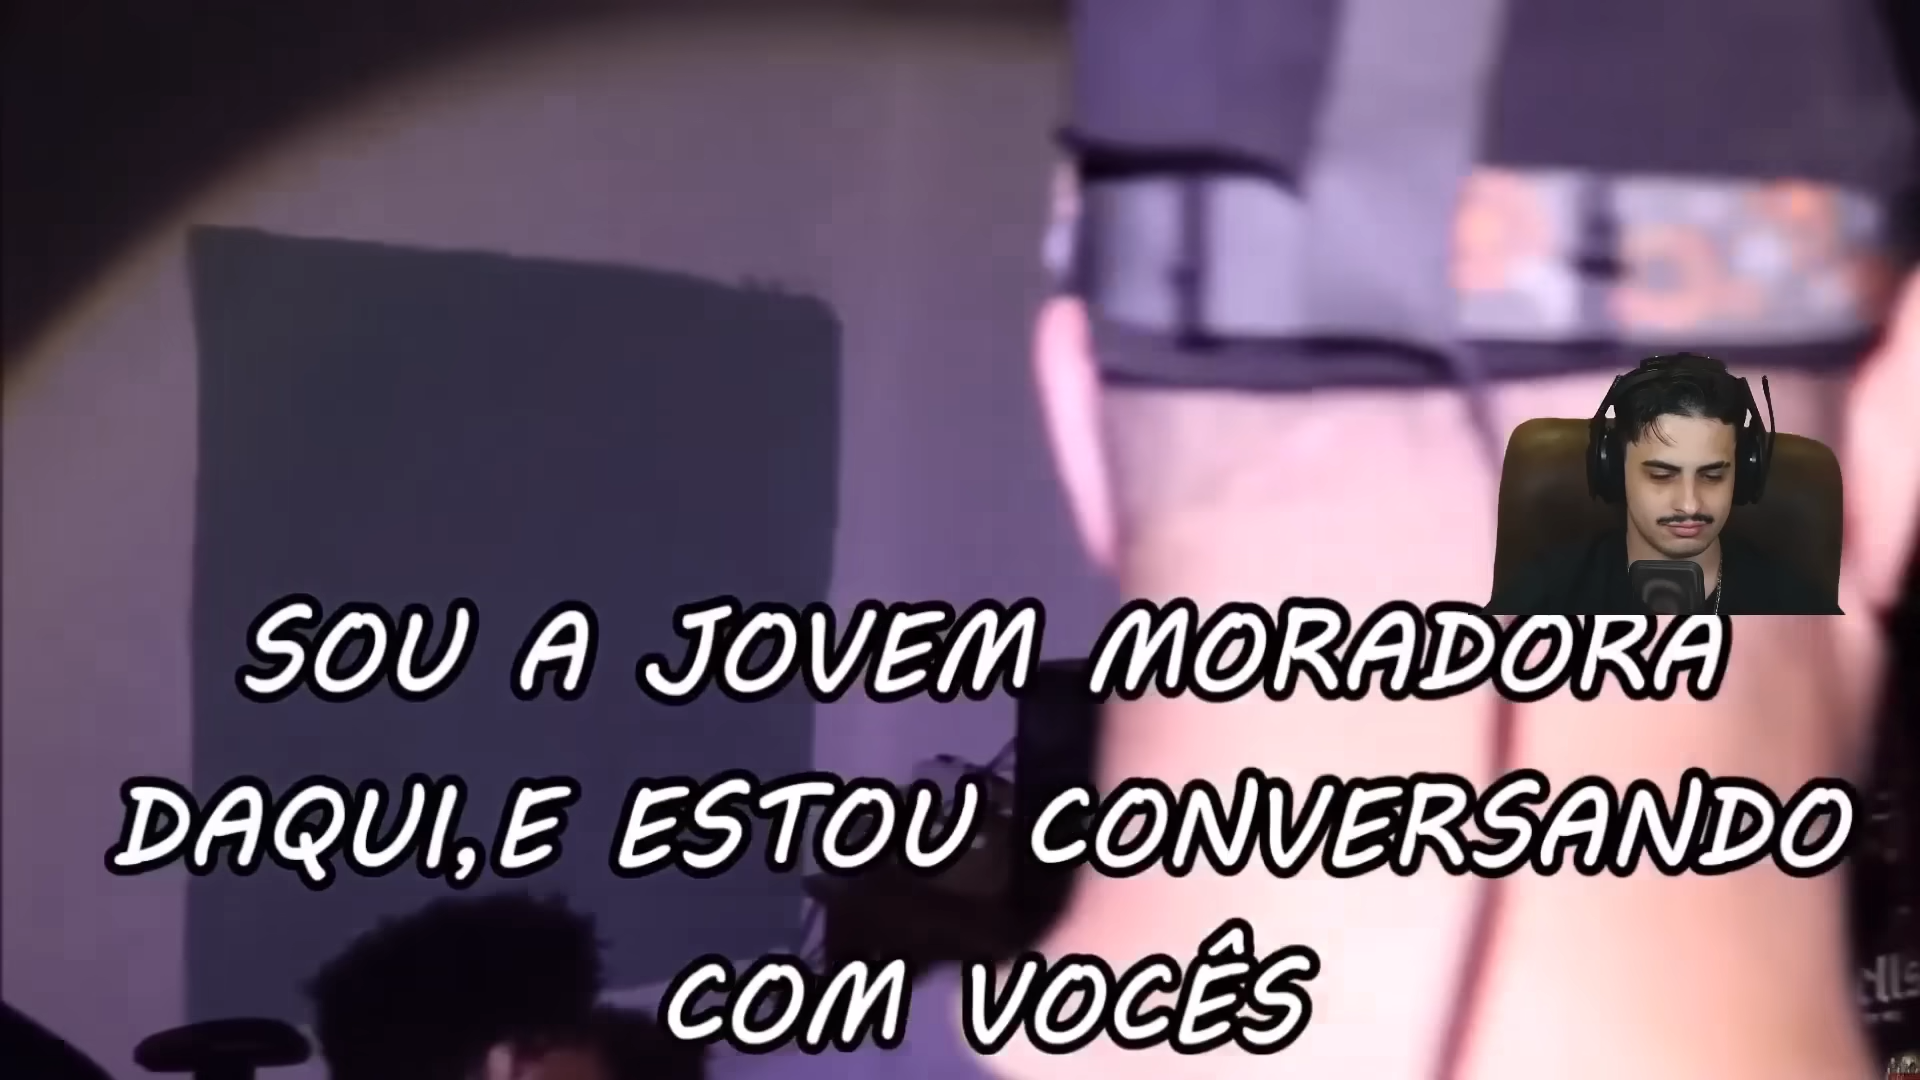 SOU A JOVEM MORADORA
DAQUI,E ESTOU CONVERSANDO
COM VOCÊS